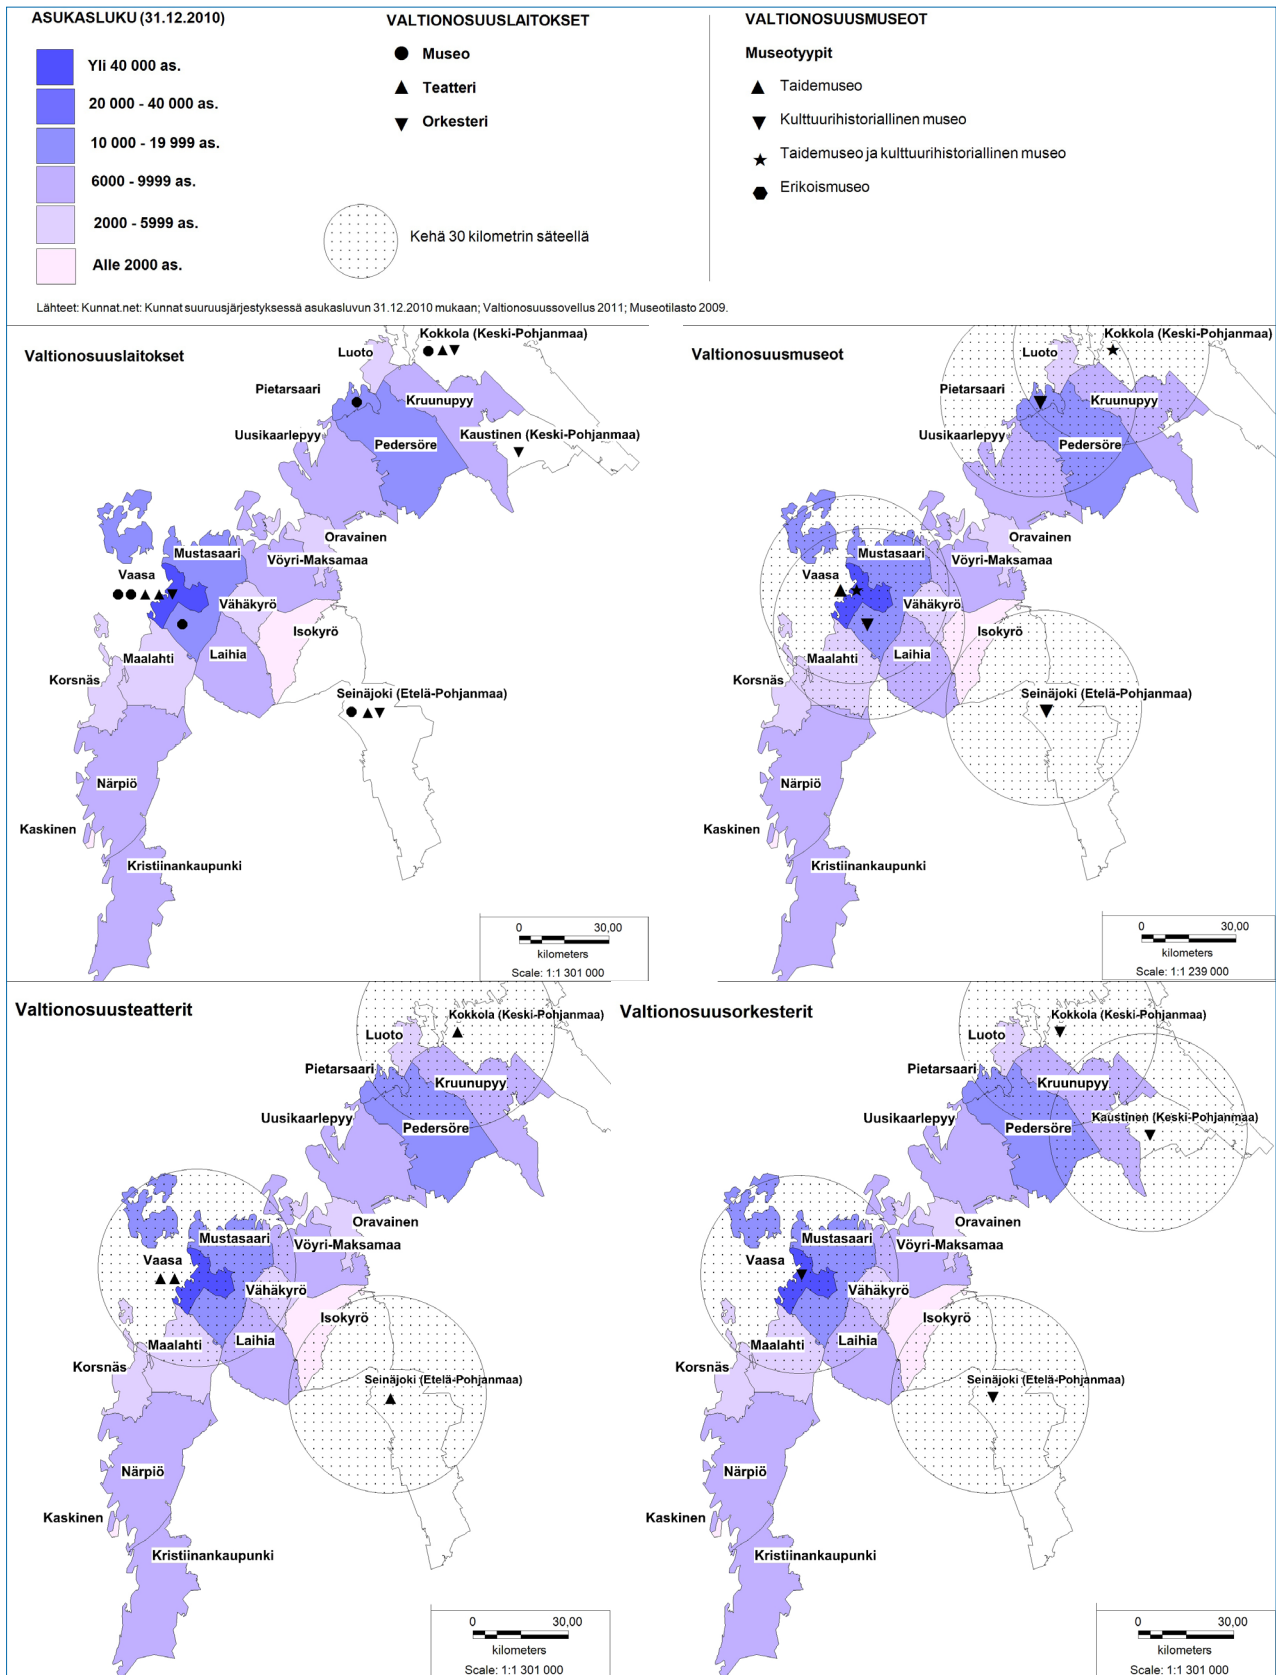 ASUKASLUKU (31.12.2010)
Yli 40 000 as.
20 000 - 40 000 as.
10 000 - 19 999 as.
6000 - 9999 as.
2000 - 5999 as.
Alle 2000 as.
VALTIONOSUUSLAITOKSET
Museo
Teatteri
Orkesteri
Kehä 30 kilometrin säteellä
VALTIONOSUUSMUSEOT
Museotyypit
Taidemuseo
Kulttuurihistoriallinen museo
Taidemuseo ja kulttuurihistoriallinen museo
Erikoismuseo
Lähteet: Kunnat.net: Kunnat suuruusjärjestyksessä asukasluvun 31.12.2010 mukaan; Valtionosuussovellus 2011; Museotilasto 2009.
Valtionosuuslaitokset
Kokkola (Keski-Pohjanmaa)
Luoto
Pietarsaari
Kruunupyy
Uusikaarlepyy
Kaustinen (Keski-Pohjanmaa)
Pedersöre
Oravainen
Mustasaari
Vöyri-Maksamaa
Vaasa
Vähäkyrö
Isokyrö
Maalahti
Laihia
Korsnäs
Seinäjoki (Etelä-Pohjanmaa)
Närpiö
Kaskinen
Kristiinankaupunki
0 30,00
kilometers
Scale: 1:1 301 000
Valtionosuusmuseot
Kokkola (Keski-Pohjanmaa)
Luoto
Pietarsaari
Kruunupyy
Uusikaarlepyy
Pedersöre
Oravainen
Mustasaari
Vöyri-Maksamaa
Vaasa
Vähäkyrö
Isokyrö
Maalahti
Laihia
Korsnäs
Seinäjoki (Etelä-Pohjanmaa)
Närpiö
Kaskinen
Kristiinankaupunki
0 30,00
kilometers
Scale: 1:1 239 000
Valtionosuusteatterit
Kokkola (Keski-Pohjanmaa)
Luoto
Pietarsaari
Kruunupyy
Uusikaarlepyy
Pedersöre
Oravainen
Mustasaari
Vöyri-Maksamaa
Vaasa
Vähäkyrö
Isokyrö
Maalahti
Laihia
Korsnäs
Seinäjoki (Etelä-Pohjanmaa)
Närpiö
Kaskinen
Kristiinankaupunki
0 30,00
kilometers
Scale: 1:1 301 000
Valtionosuusorkesterit
Kokkola (Keski-Pohjanmaa)
Luoto
Pietarsaari
Kruunupyy
Uusikaarlepyy
Kaustinen (Keski-Pohjanmaa)
Pedersöre
Oravainen
Mustasaari
Vöyri-Maksamaa
Vaasa
Vähäkyrö
Isokyrö
Maalahti
Laihia
Korsnäs
Seinäjoki (Etelä-Pohjanmaa)
Närpiö
Kaskinen
Kristiinankaupunki
0 30,00
kilometers
Scale: 1:1 301 000